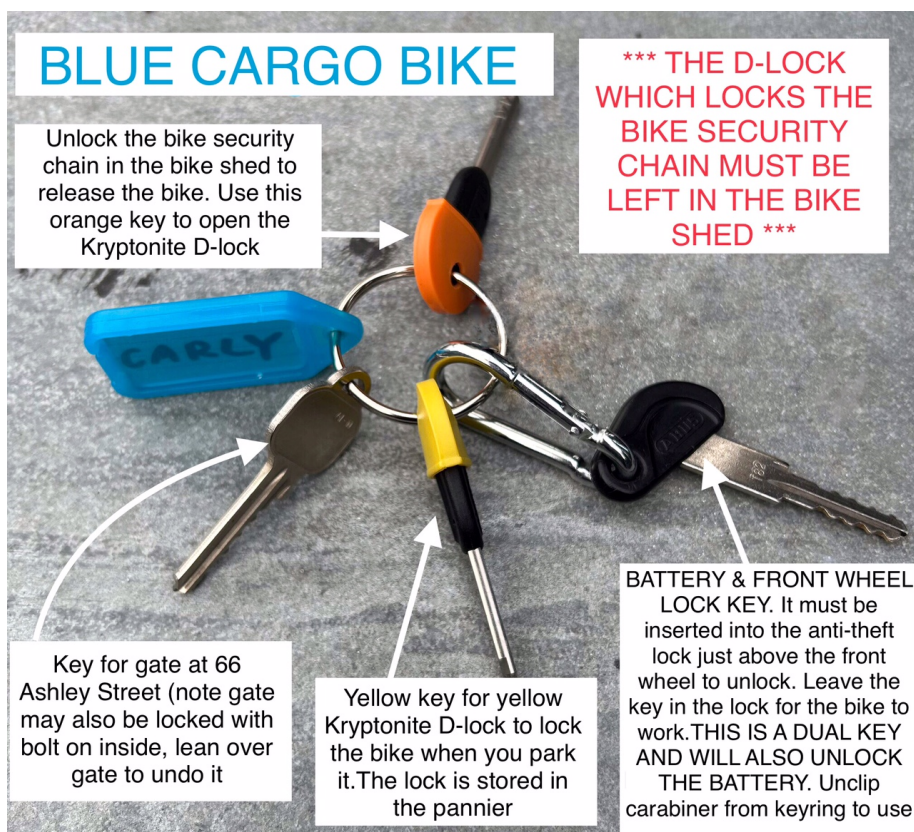 BLUE CARGO BIKE
*** THE D-LOCK
WHICH LOCKS THE
BIKE SECURITY
CHAIN MUST BE
LEFT IN THE BIKE
SHED ***
Unlock the bike security
chain in the bike shed to
release the bike. Use this
orange key to open the
Kryptonite D-lock
CARLY
782
Key for gate at 66
Ashley Street (note gate
may also be locked with
bolt on inside, lean over
gate to undo it
Yellow key for yellow
Kryptonite D-lock to lock
the bike when you park
it.The lock is stored in
the pannier
BATTERY & FRONT WHEEL
LOCK KEY. It must be
inserted into the anti-theft
lock just above the front
wheel to unlock. Leave the
key in the lock for the bike to
work.THIS IS A DUAL KEY
AND WILL ALSO UNLOCK
THE BATTERY. Unclip
carabiner from keyring to use